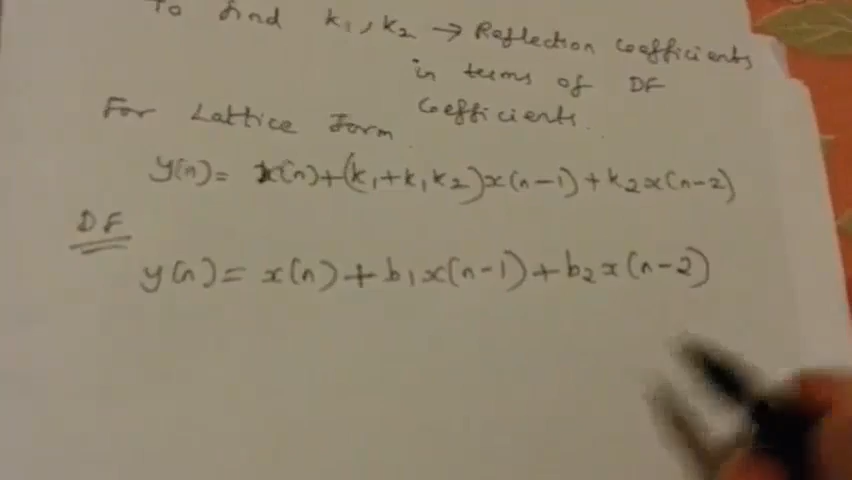 To find k₁, k₂ → Reflection coefficients
in terms of DF
coefficients.
For Lattice Form
y(n) = x(n) + (k₁ + k₁k₂)x(n-1) + k₂x(n-2)
DF
y(n) = x(n) + b₁x(n-1) + b₂x(n-2)